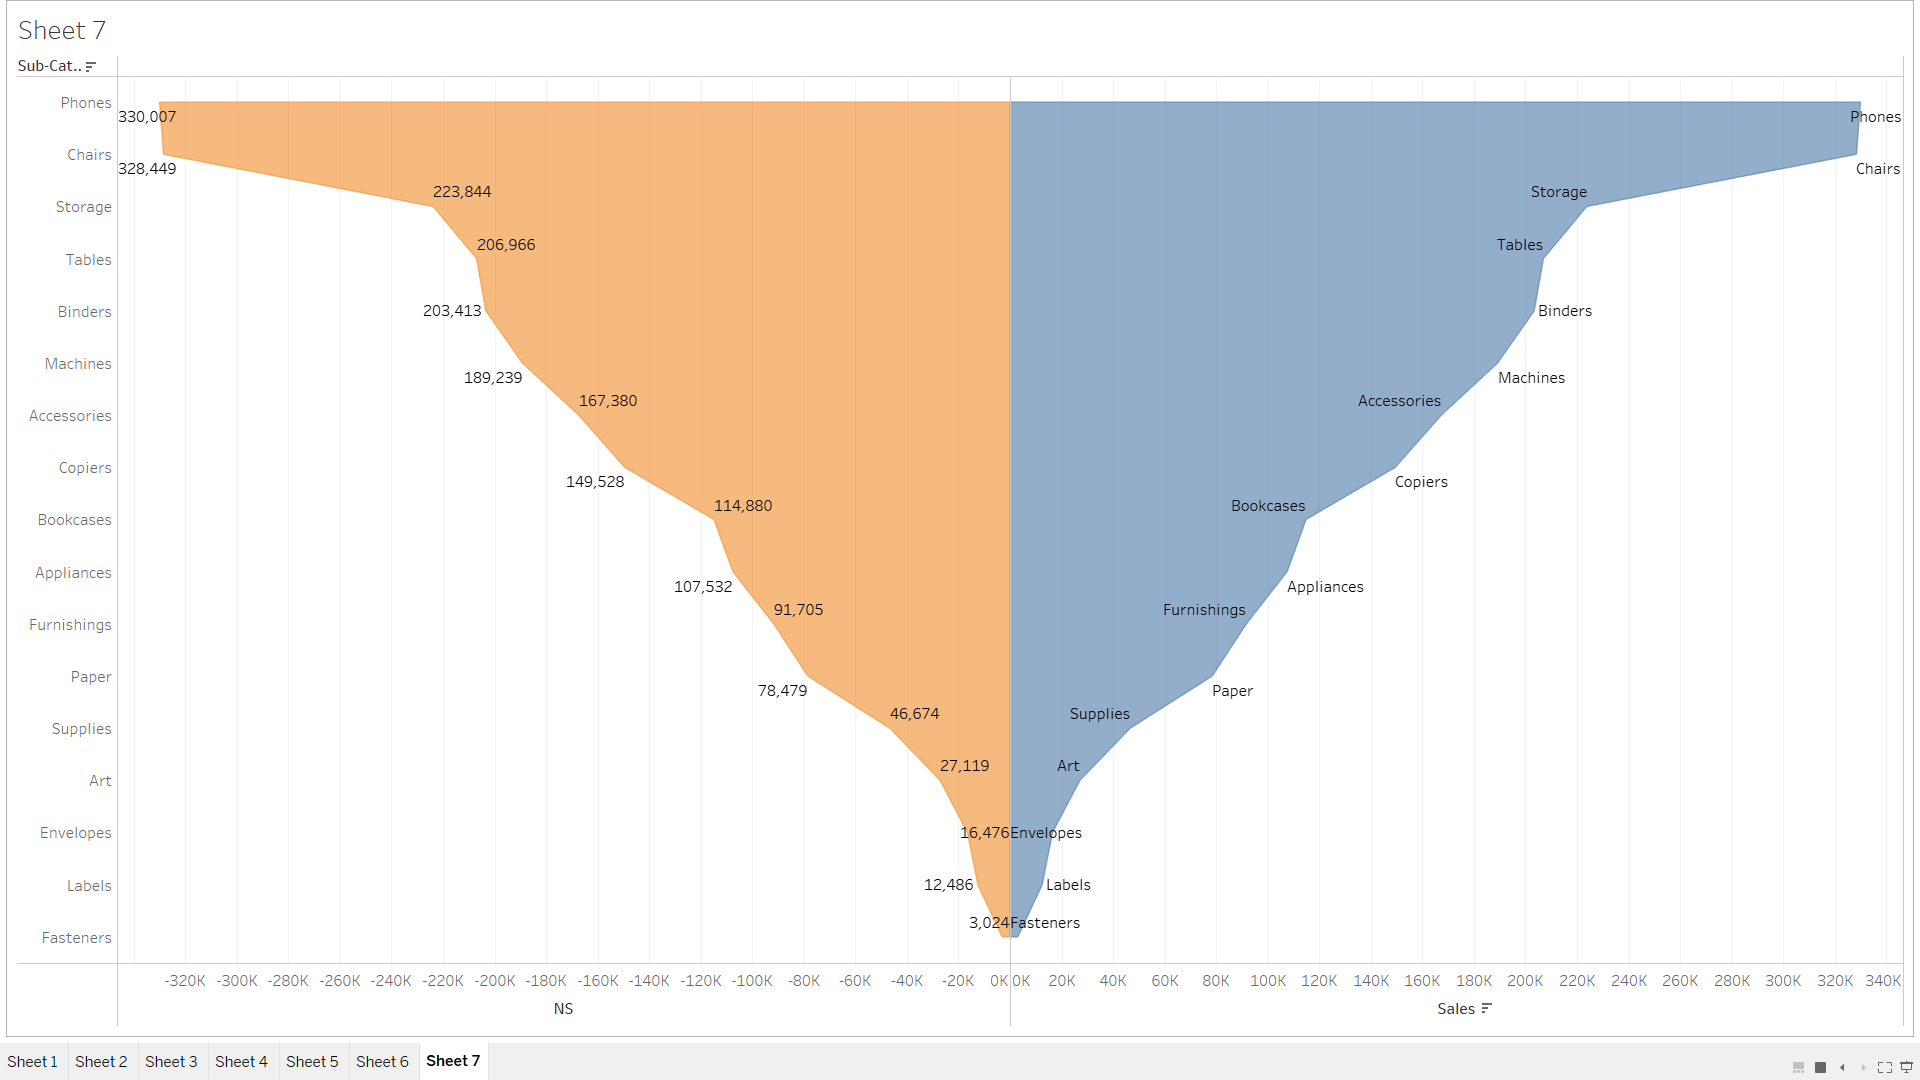 Sheet 7
Sub-Cat..
Phones
330,007 Phones
Chairs
328,449 Chairs
223,844 Storage
Storage
206,966 Tables
Tables
Binders 203,413 Binders
Machines
189,239 Machines
167,380 Accessories
Accessories
Copiers
149,528 Copiers
114,880 Bookcases
Bookcases
Appliances
107,532 Appliances
91,705 Furnishings
Furnishings
Paper
78,479 Paper
46,674 Supplies
Supplies
27,119 Art
Art
Envelopes 16,476 Envelopes
Labels 12,486 Labels
3,024 Fasteners
Fasteners
-320K -300K -280K -260K -240K -220K -200K -180K -160K -140K -120K -100K -80K -60K -40K -20K 0K 0K 20K 40K 60K 80K 100K 120K 140K 160K 180K 200K 220K 240K 260K 280K 300K 320K 340K
NS Sales
Sheet 1 Sheet 2 Sheet 3 Sheet 4 Sheet 5 Sheet 6 Sheet 7